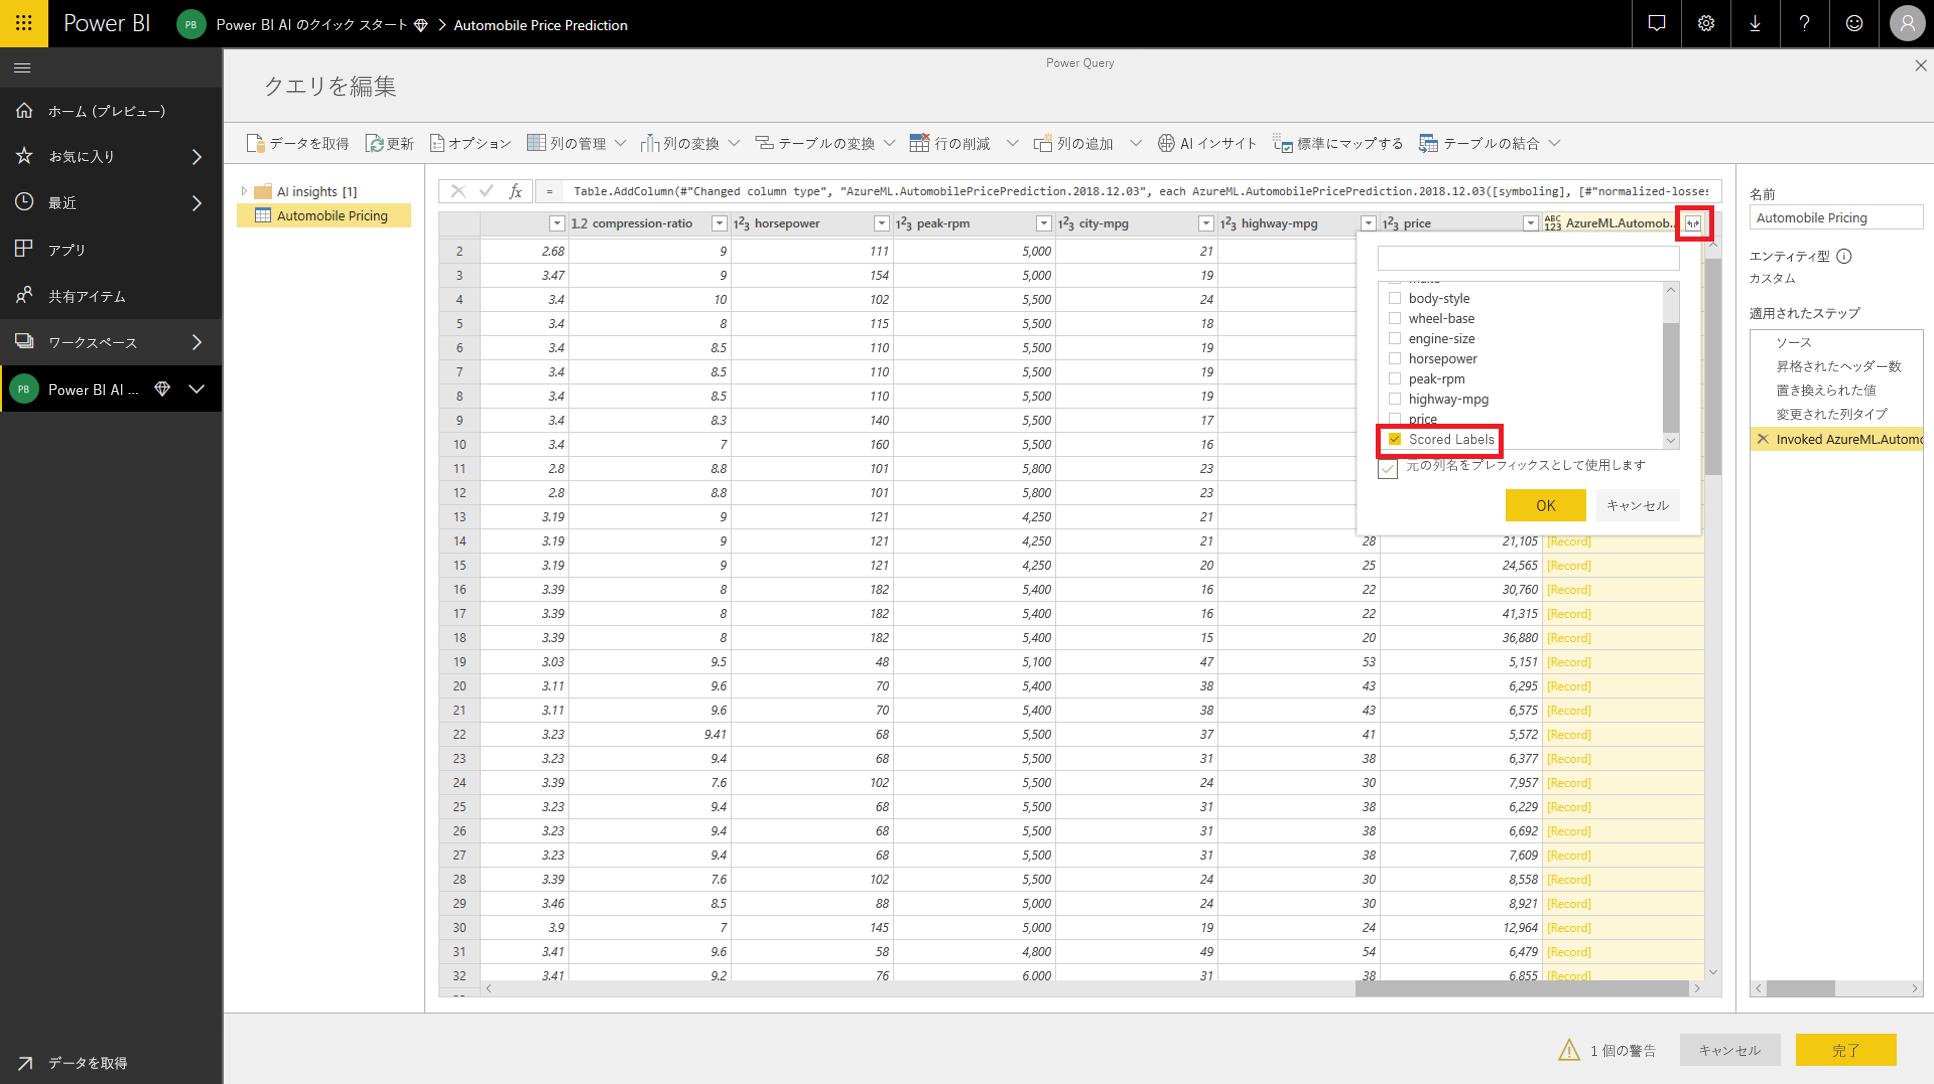 Power BI PB Power BI AI のクイック スタート > Automobile Price Prediction
Power Query
クエリを編集
ホーム (プレビュー)
お気に入り
最近
アプリ
共有アイテム
ワークスペース
PB Power BI AI ...
データを取得
データを取得 更新 オプション 列の管理 列の変換 テーブルの変換 行の削減 列の追加 AI インサイト 標準にマップする テーブルの結合
AI insights [1]
Automobile Pricing
fx = Table.AddColumn(#"Changed column type", "AzureML.AutomobilePricePrediction.2018.12.03", each AzureML.AutomobilePricePrediction.2018.12.03([symboling], [#"normalized-losses
1.2 compression-ratio 1²3 horsepower 1²3 peak-rpm 1²3 city-mpg 1²3 highway-mpg 1²3 price ABC 123 AzureML.Automob...
2 2.68 9 111 5,000 21
3 3.47 9 154 5,000 19
4 3.4 10 102 5,500 24
5 3.4 8 115 5,500 18
6 3.4 8.5 110 5,500 19
7 3.4 8.5 110 5,500 19
8 3.4 8.5 110 5,500 19
9 3.4 8.3 140 5,500 17
10 3.4 7 160 5,500 16
11 2.8 8.8 101 5,800 23
12 2.8 8.8 101 5,800 23
13 3.19 9 121 4,250 21
14 3.19 9 121 4,250 21 28 21,105 [Record]
15 3.19 9 121 4,250 20 25 24,565 [Record]
16 3.39 8 182 5,400 16 22 30,760 [Record]
17 3.39 8 182 5,400 16 22 41,315 [Record]
18 3.39 8 182 5,400 15 20 36,880 [Record]
19 3.03 9.5 48 5,100 47 53 5,151 [Record]
20 3.11 9.6 70 5,400 38 43 6,295 [Record]
21 3.11 9.6 70 5,400 38 43 6,575 [Record]
22 3.23 9.41 68 5,500 37 41 5,572 [Record]
23 3.23 9.4 68 5,500 31 38 6,377 [Record]
24 3.39 7.6 102 5,500 24 30 7,957 [Record]
25 3.23 9.4 68 5,500 31 38 6,229 [Record]
26 3.23 9.4 68 5,500 31 38 6,692 [Record]
27 3.23 9.4 68 5,500 31 38 7,609 [Record]
28 3.39 7.6 102 5,500 24 30 8,558 [Record]
29 3.46 8.5 88 5,000 24 30 8,921 [Record]
30 3.9 7 145 5,000 19 24 12,964 [Record]
31 3.41 9.6 58 4,800 49 54 6,479 [Record]
32 3.41 9.2 76 6,000 31 38 6,855 [Record]
body-style
wheel-base
engine-size
horsepower
peak-rpm
highway-mpg
price
Scored Labels
元の列名をプレフィックスとして使用します
OK キャンセル
名前
Automobile Pricing
エンティティ型
カスタム
適用されたステップ
ソース
昇格されたヘッダー数
置き換えられた値
変更された列タイプ
Invoked AzureML.Automo
1 個の警告 キャンセル 完了